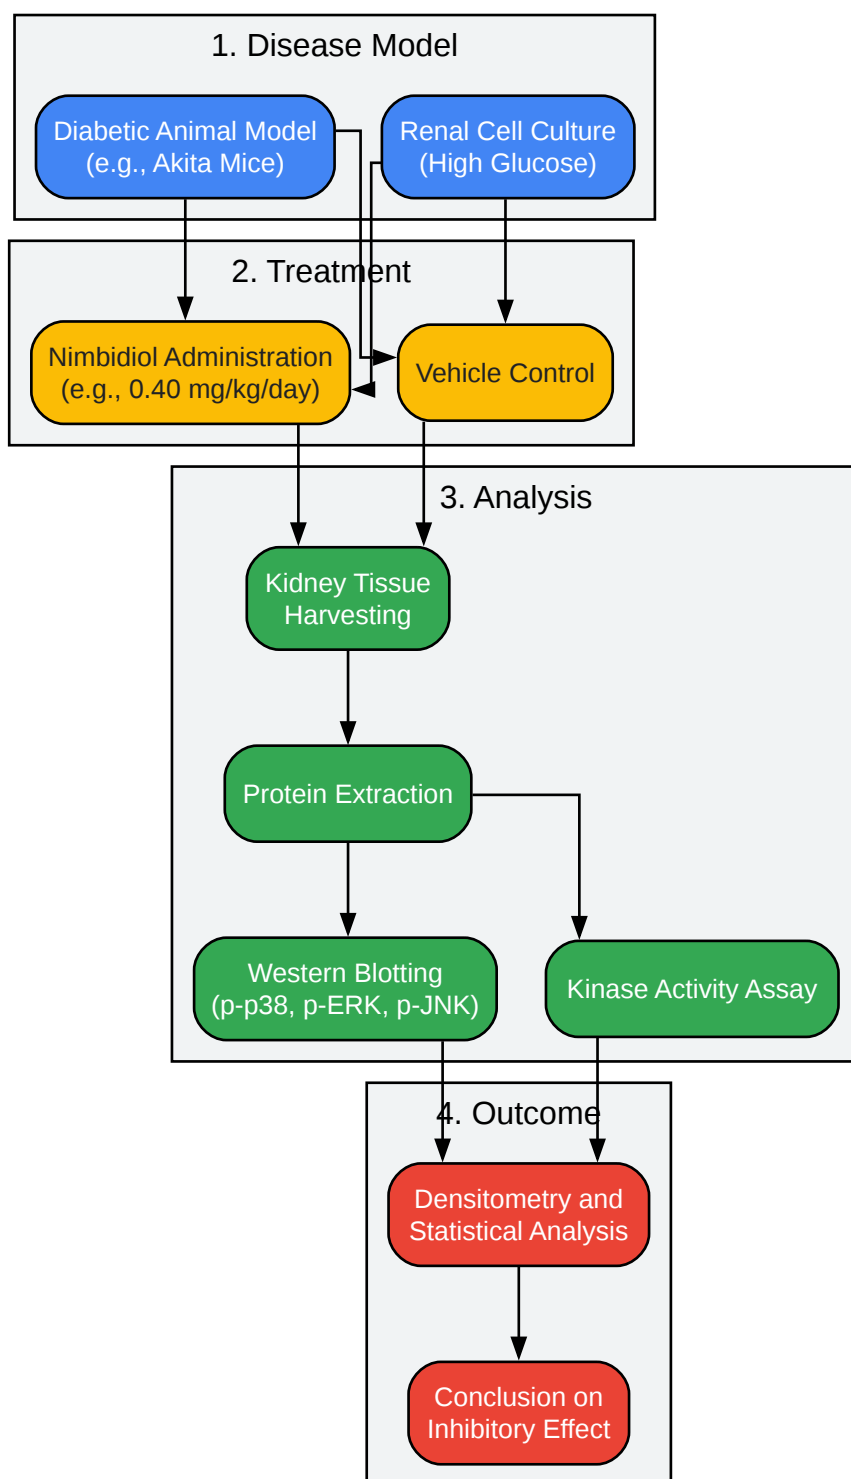 1. Disease Model
Diabetic Animal Model
(e.g., Akita Mice)
Renal Cell Culture
(High Glucose)
2. Treatment
Nimbidiol Administration
(e.g., 0.40 mg/kg/day)
Vehicle Control
3. Analysis
Kidney Tissue
Harvesting
Protein Extraction
Western Blotting
(p-p38, p-ERK, p-JNK)
Kinase Activity Assay
4. Outcome
Densitometry and
Statistical Analysis
Conclusion on
Inhibitory Effect